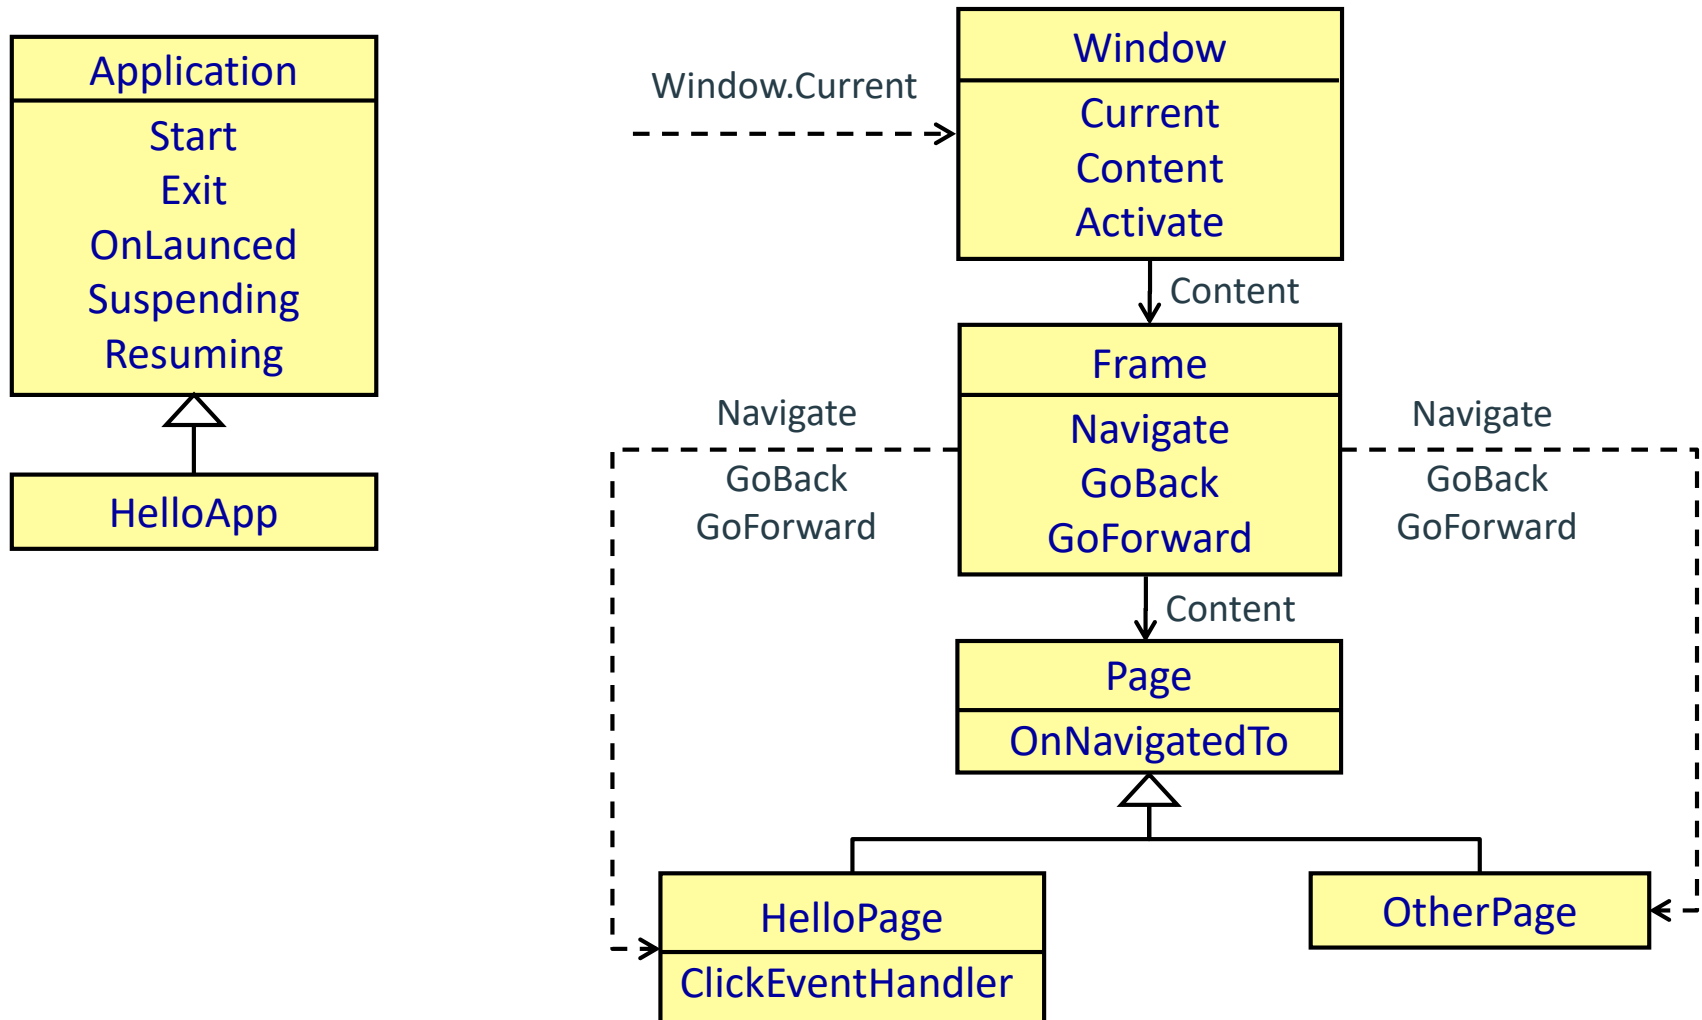 Application
Start
Exit
OnLaunced
Suspending
Resuming
HelloApp
Window.Current
Window
Current
Content
Activate
Content
Frame
Navigate
GoBack
GoForward
Navigate
GoBack
GoForward
Navigate
GoBack
GoForward
Content
Page
OnNavigatedTo
HelloPage
ClickEventHandler
OtherPage